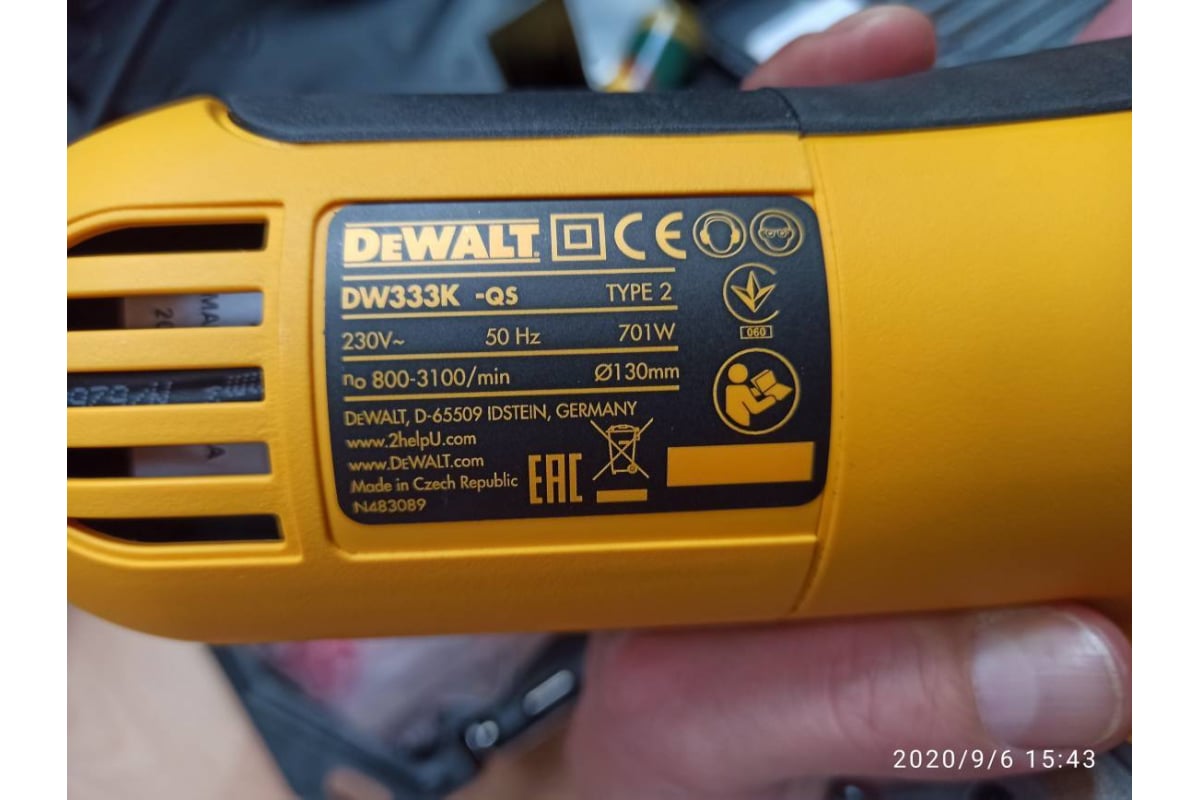 DEWALT
CE
DW333K -QS TYPE 2
230V~ 50 Hz 701W
060
n₀ 800-3100/min Ø130mm
DEWALT, D-65509 IDSTEIN, GERMANY
www.2helpU.com
www.DEWALT.com
Made in Czech Republic
EAC
N483089
2020/9/6 15:43